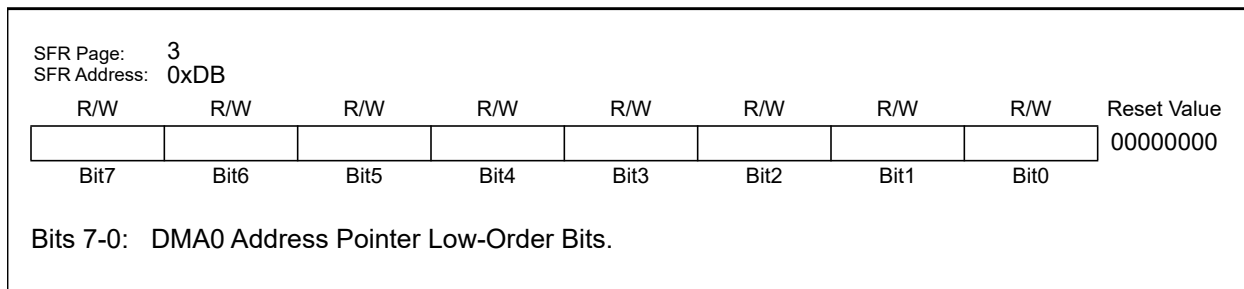 SFR Page: 3
SFR Address: 0xDB
R/W R/W R/W R/W R/W R/W R/W R/W Reset Value
00000000
Bit7 Bit6 Bit5 Bit4 Bit3 Bit2 Bit1 Bit0
Bits 7-0: DMA0 Address Pointer Low-Order Bits.